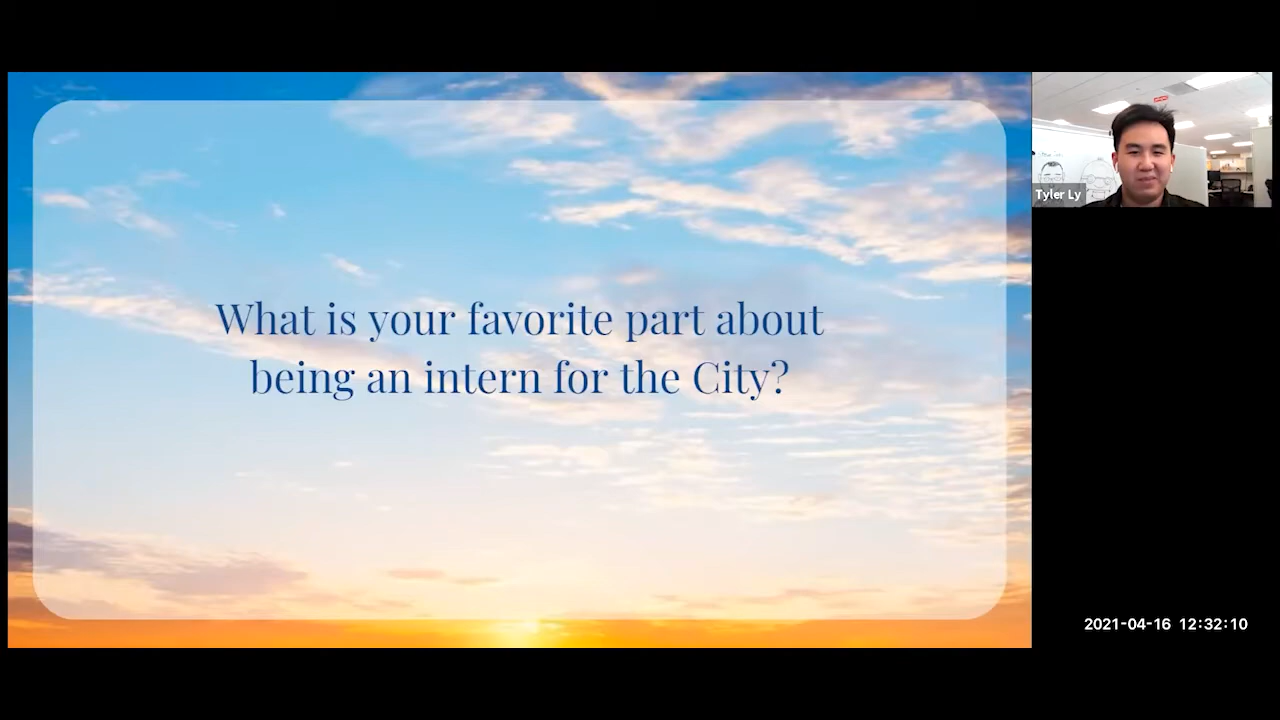 What is your favorite part about
being an intern for the City?
Tyler Ly
2021-04-16 12:32:10